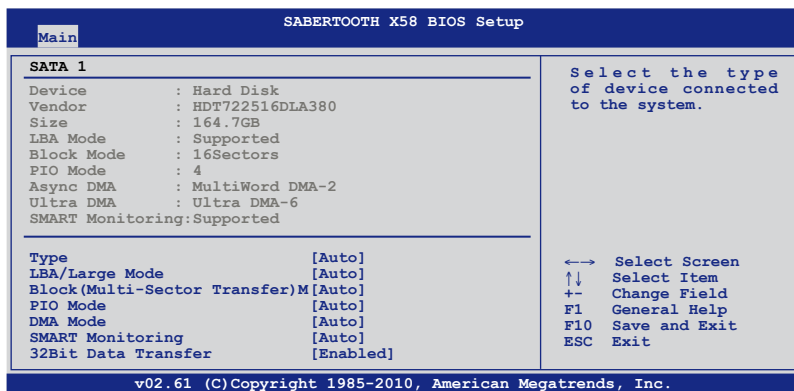 SABERTOOTH X58 BIOS Setup
Main
SATA 1
Device : Hard Disk
Vendor : HDT722516DLA380
Size : 164.7GB
LBA Mode : Supported
Block Mode : 16Sectors
PIO Mode : 4
Async DMA : MultiWord DMA-2
Ultra DMA : Ultra DMA-6
SMART Monitoring:Supported
Type [Auto]
LBA/Large Mode [Auto]
Block(Multi-Sector Transfer)M[Auto]
PIO Mode [Auto]
DMA Mode [Auto]
SMART Monitoring [Auto]
32Bit Data Transfer [Enabled]
Select the type
of device connected
to the system.
←→ Select Screen
↑↓ Select Item
+- Change Field
F1 General Help
F10 Save and Exit
ESC Exit
v02.61 (C)Copyright 1985-2010, American Megatrends, Inc.